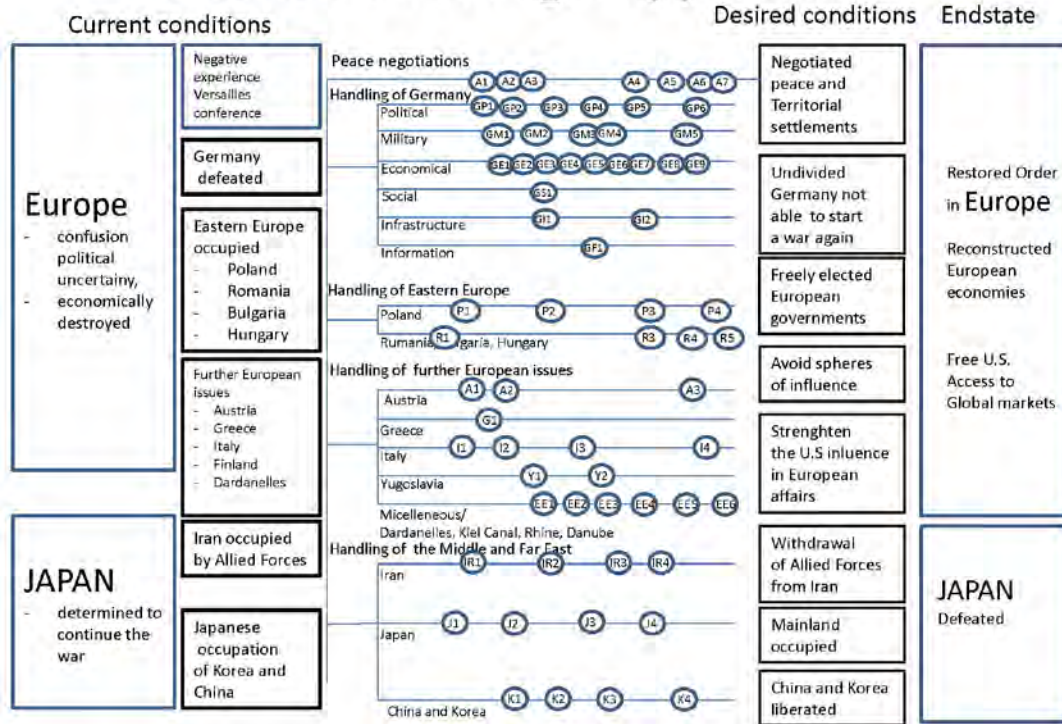 Current conditions
Desired conditions
Endstate
Europe
- confusion
political
uncertainy,
- economically
destroyed
JAPAN
- determined to
continue the
war
Negative
experience
Versailles
conference
Germany
defeated
Eastern Europe
occupied
- Poland
- Romania
- Bulgaria
- Hungary
Further European
issues
- Austria
- Greece
- Italy
- Finland
- Dardanelles
Iran occupied
by Allied Forces
Japanese
occupation
of Korea and
China
Peace negotiations
A1 A2 A3 A4 A5 A6 A7
Handling of Germany
GP1 GP2 GP3 GP4 GP5 GP6
Political
GM1 GM2 GM3 GM4 GM5
Military
GE1 GE2 GE3 GE4 GE5 GE6 GE7 GE8 GE9
Economical
GS1
Social
GI1 GI2
Infrastructure
GF1
Information
Handling of Eastern Europe
P1 P2 P3 P4
Poland
R1 R3 R4 R5
Rumania, Hungary
Handling of further European issues
A1 A2 A3
Austria
G1
Greece
I1 I2 I3 I4
Italy
Y1 Y2
Yugoslavia
EE1 EE2 EE3 EE4 EE5 EE6
Micelleneous/
Dardanelles, Kiel Canal, Rhine, Danube
Handling of the Middle and Far East
IR1 IR2 IR3 IR4
Iran
J1 J2 J3 J4
Japan
K1 K2 K3 K4
China and Korea
Negotiated
peace and
Territorial
settlements
Undivided
Germany not
able to start
a war again
Freely elected
European
governments
Avoid spheres
of influence
Strenghten
the U.S inluence
in European
affairs
Withdrawal
of Allied Forces
from Iran
Mainland
occupied
China and Korea
liberated
Restored Order
in Europe
Reconstructed
European
economies
Free U.S.
Access to
Global markets
JAPAN
Defeated